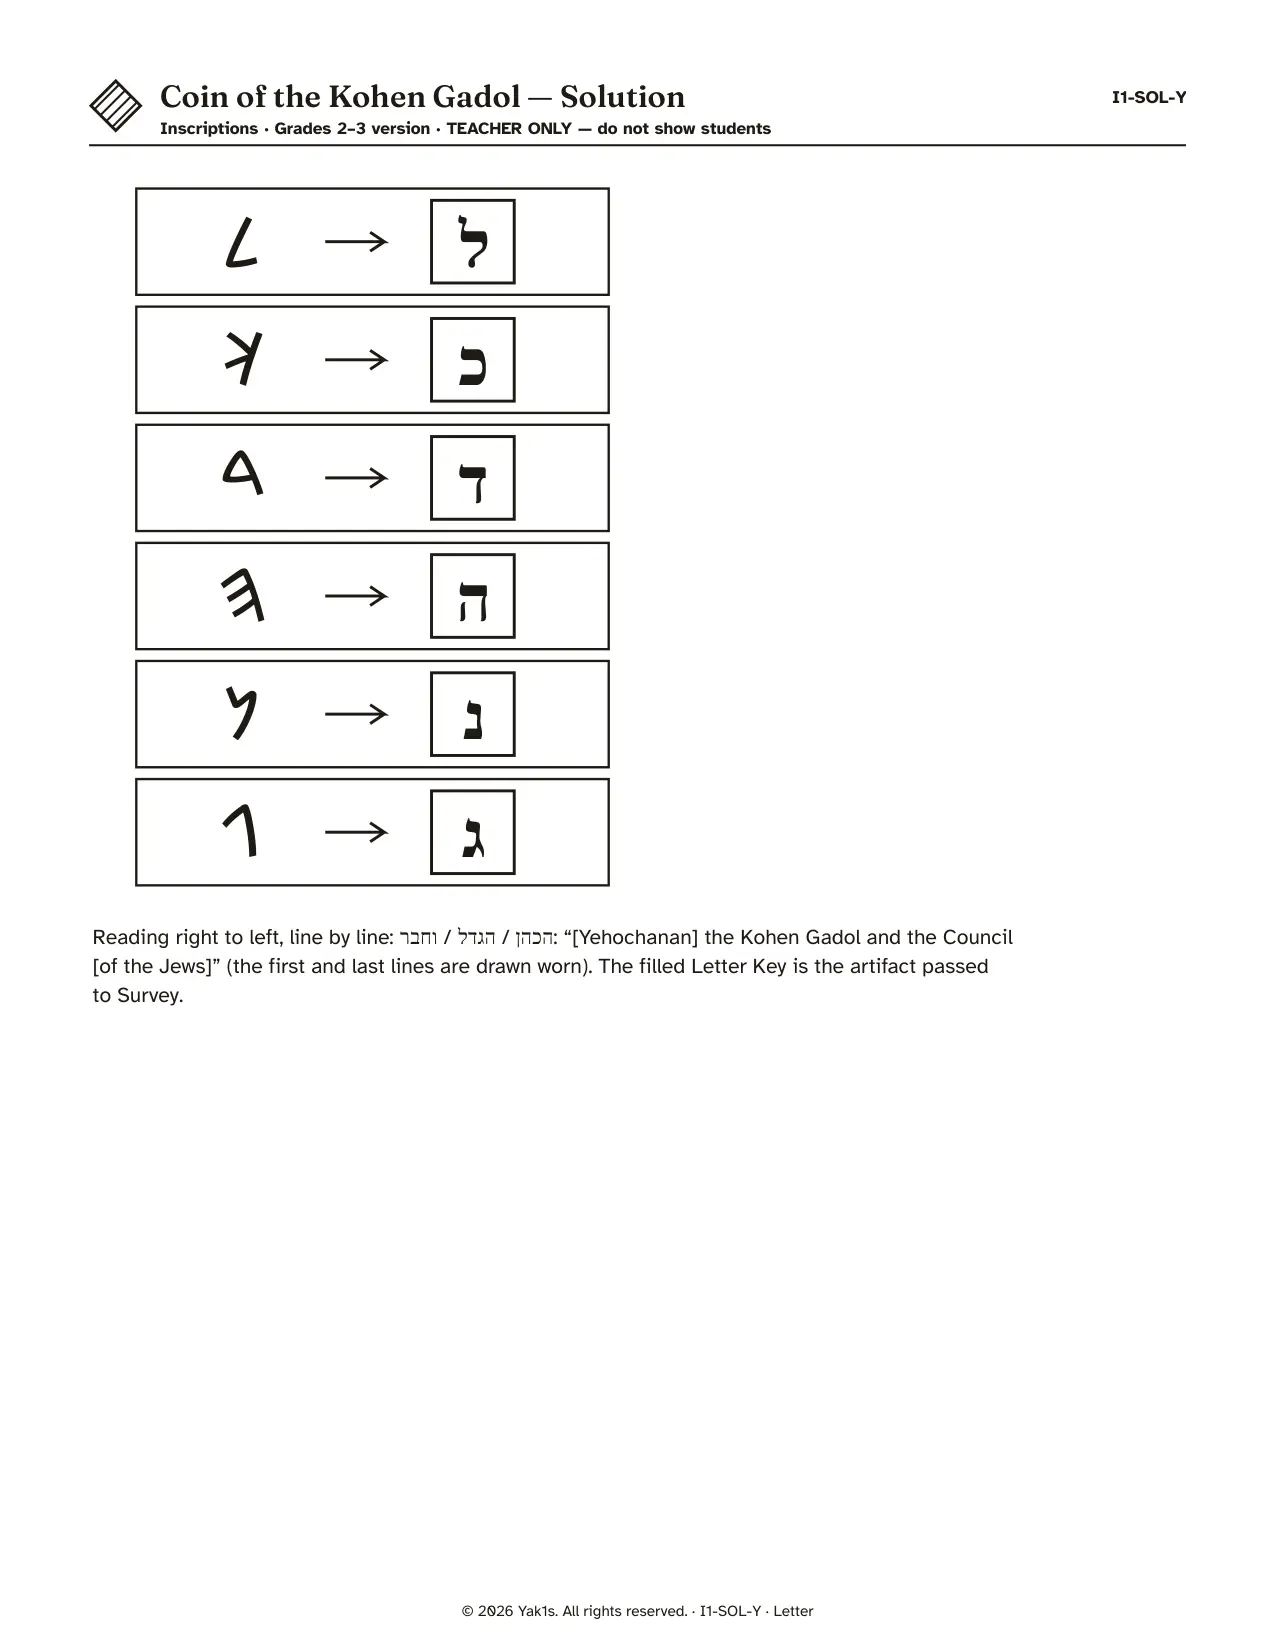 Coin of the Kohen Gadol — Solution
I1-SOL-Y
Inscriptions · Grades 2–3 version · TEACHER ONLY — do not show students
𐤋 → ל
𐤊 → כ
𐤃 → ד
𐤄 → ה
𐤍 → נ
𐤂 → ג
Reading right to left, line by line: הכהן / הגדל / וחבר: “[Yehochanan] the Kohen Gadol and the Council
[of the Jews]” (the first and last lines are drawn worn). The filled Letter Key is the artifact passed
to Survey.
© 2026 Yak1s. All rights reserved. · I1-SOL-Y · Letter